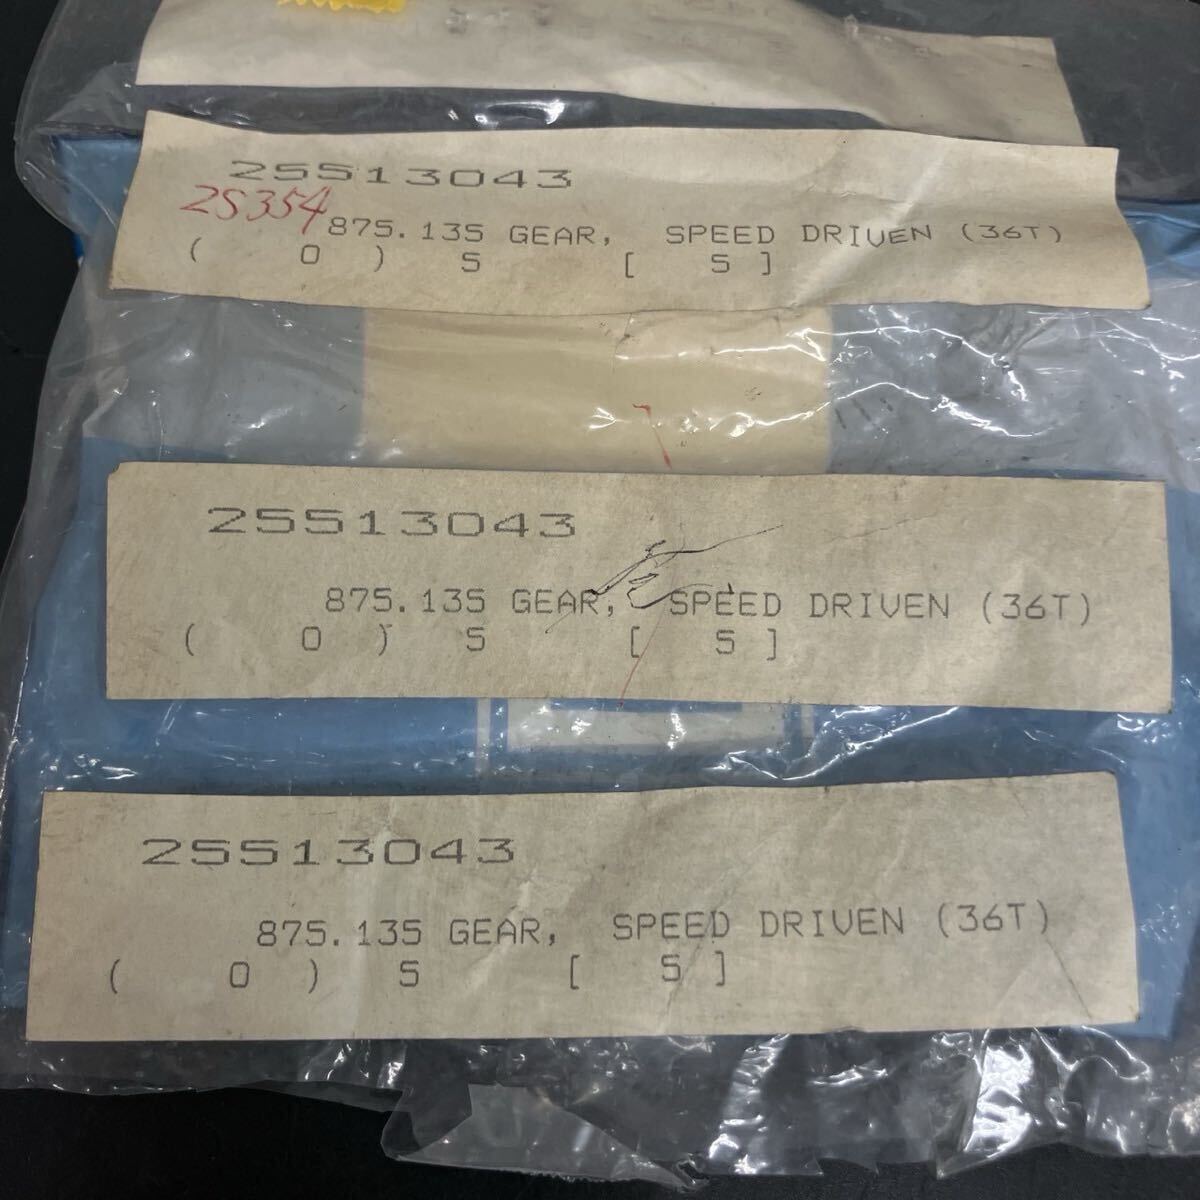 25513043
25354
875.135 GEAR, SPEED DRIVEN (36T)
( 0 ) 5 [ 5 ]
25513043
875.135 GEAR, SPEED DRIVEN (36T)
( 0 ) 5 [ 5 ]
25513043
875.135 GEAR, SPEED DRIVEN (36T)
( 0 ) 5 [ 5 ]